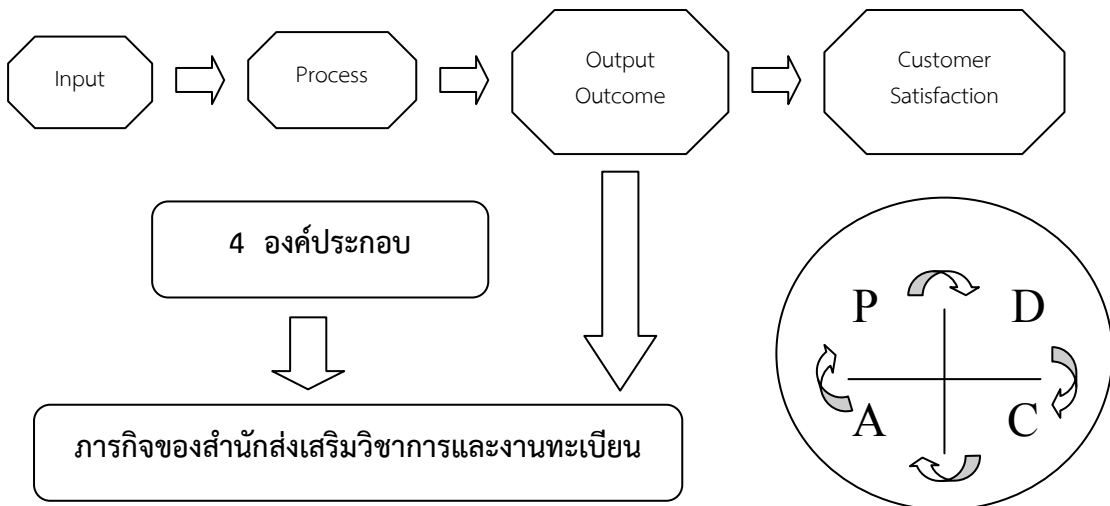 Input
Process
Output
Outcome
Customer
Satisfaction
4 องค์ประกอบ
P
D
A
C
ภารกิจของสำนักส่งเสริมวิชาการและงานทะเบียน